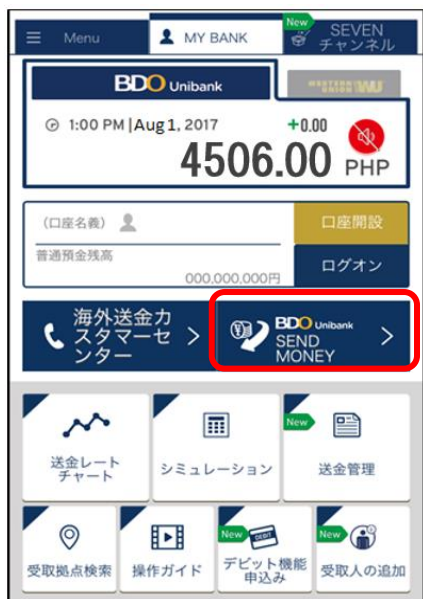 Menu
MY BANK
New
SEVEN
チャンネル
BDO Unibank
WESTERN UNION WU
1:00 PM | Aug 1, 2017
+0.00
4506.00 PHP
(口座名義)
口座開設
普通預金残高
000,000,000円
ログオン
海外送金カ
スタマーセ
ンター
BDO Unibank
SEND
MONEY
送金レート
チャート
シミュレーション
New
送金管理
受取拠点検索
操作ガイド
New
DEBIT
デビット機能
申込み
New
受取人の追加